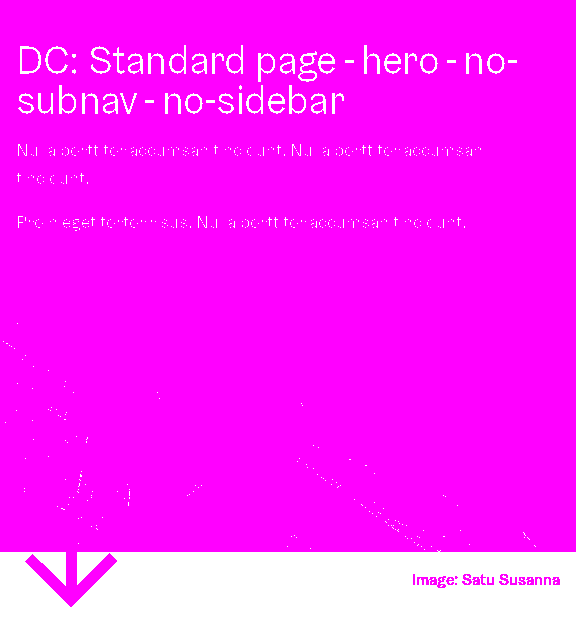 DC: Standard page - hero - no-
subnav - no-sidebar
Nulla porttitor accumsan tincidunt. Nulla porttitor accumsan
tincidunt.
Proin eget tortor risus. Nulla porttitor accumsan tincidunt.
Image: Satu Susanna